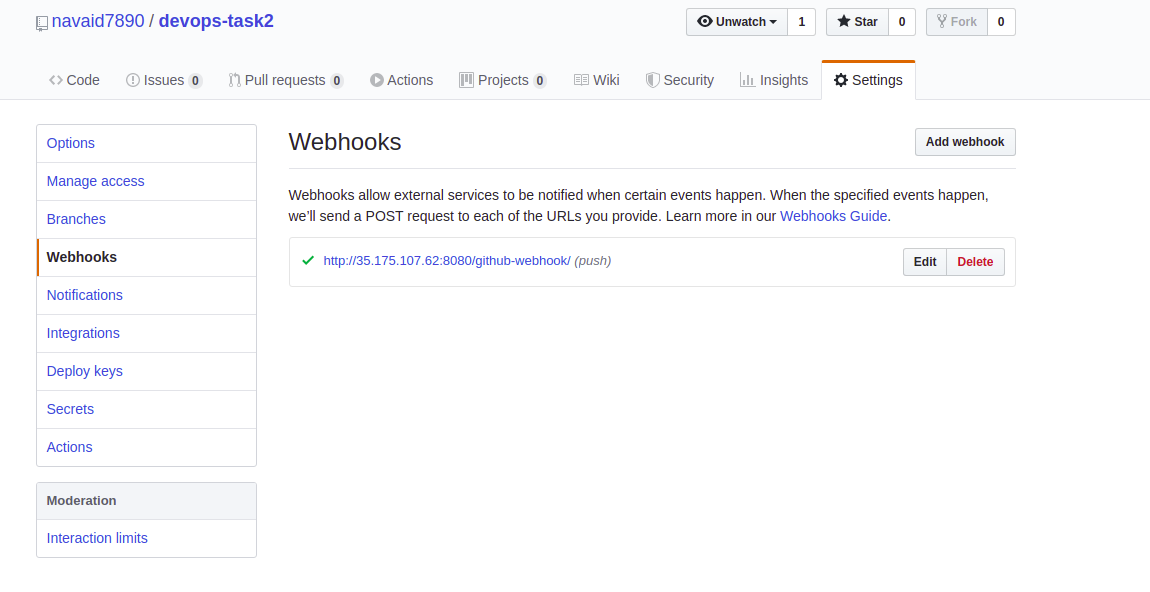 navaid7890 / devops-task2
Unwatch 1 Star 0 Fork 0
Code Issues 0 Pull requests 0 Actions Projects 0 Wiki Security Insights Settings
Options
Manage access
Branches
Webhooks
Notifications
Integrations
Deploy keys
Secrets
Actions
Moderation
Interaction limits
Webhooks
Add webhook
Webhooks allow external services to be notified when certain events happen. When the specified events happen,
we’ll send a POST request to each of the URLs you provide. Learn more in our Webhooks Guide.
http://35.175.107.62:8080/github-webhook/ (push)
Edit Delete